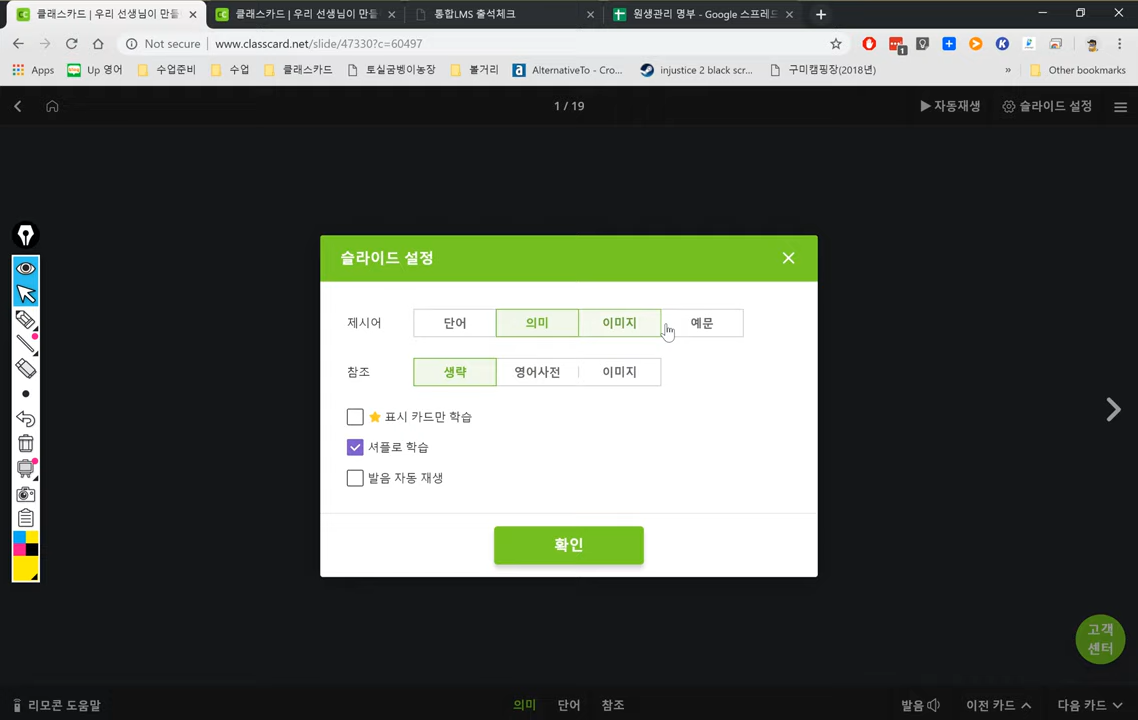 클래스카드 | 우리 선생님이 만들
클래스카드 | 우리 선생님이 만들
통합LMS 출석체크
원생관리 명부 - Google 스프레드
Not secure
www.classcard.net/slide/47330?c=60497
1
Apps
Up 영어
수업준비
수업
클래스카드
토실굼벵이농장
볼거리
AlternativeTo - Cro...
injustice 2 black scr...
구미캠핑장(2018년)
»
Other bookmarks
1 / 19
자동재생
슬라이드 설정
슬라이드 설정
제시어
단어
의미
이미지
예문
참조
생략
영어사전
이미지
표시 카드만 학습
셔플로 학습
발음 자동 재생
확인
고객
센터
리모콘 도움말
의미
단어
참조
발음
이전 카드
다음 카드